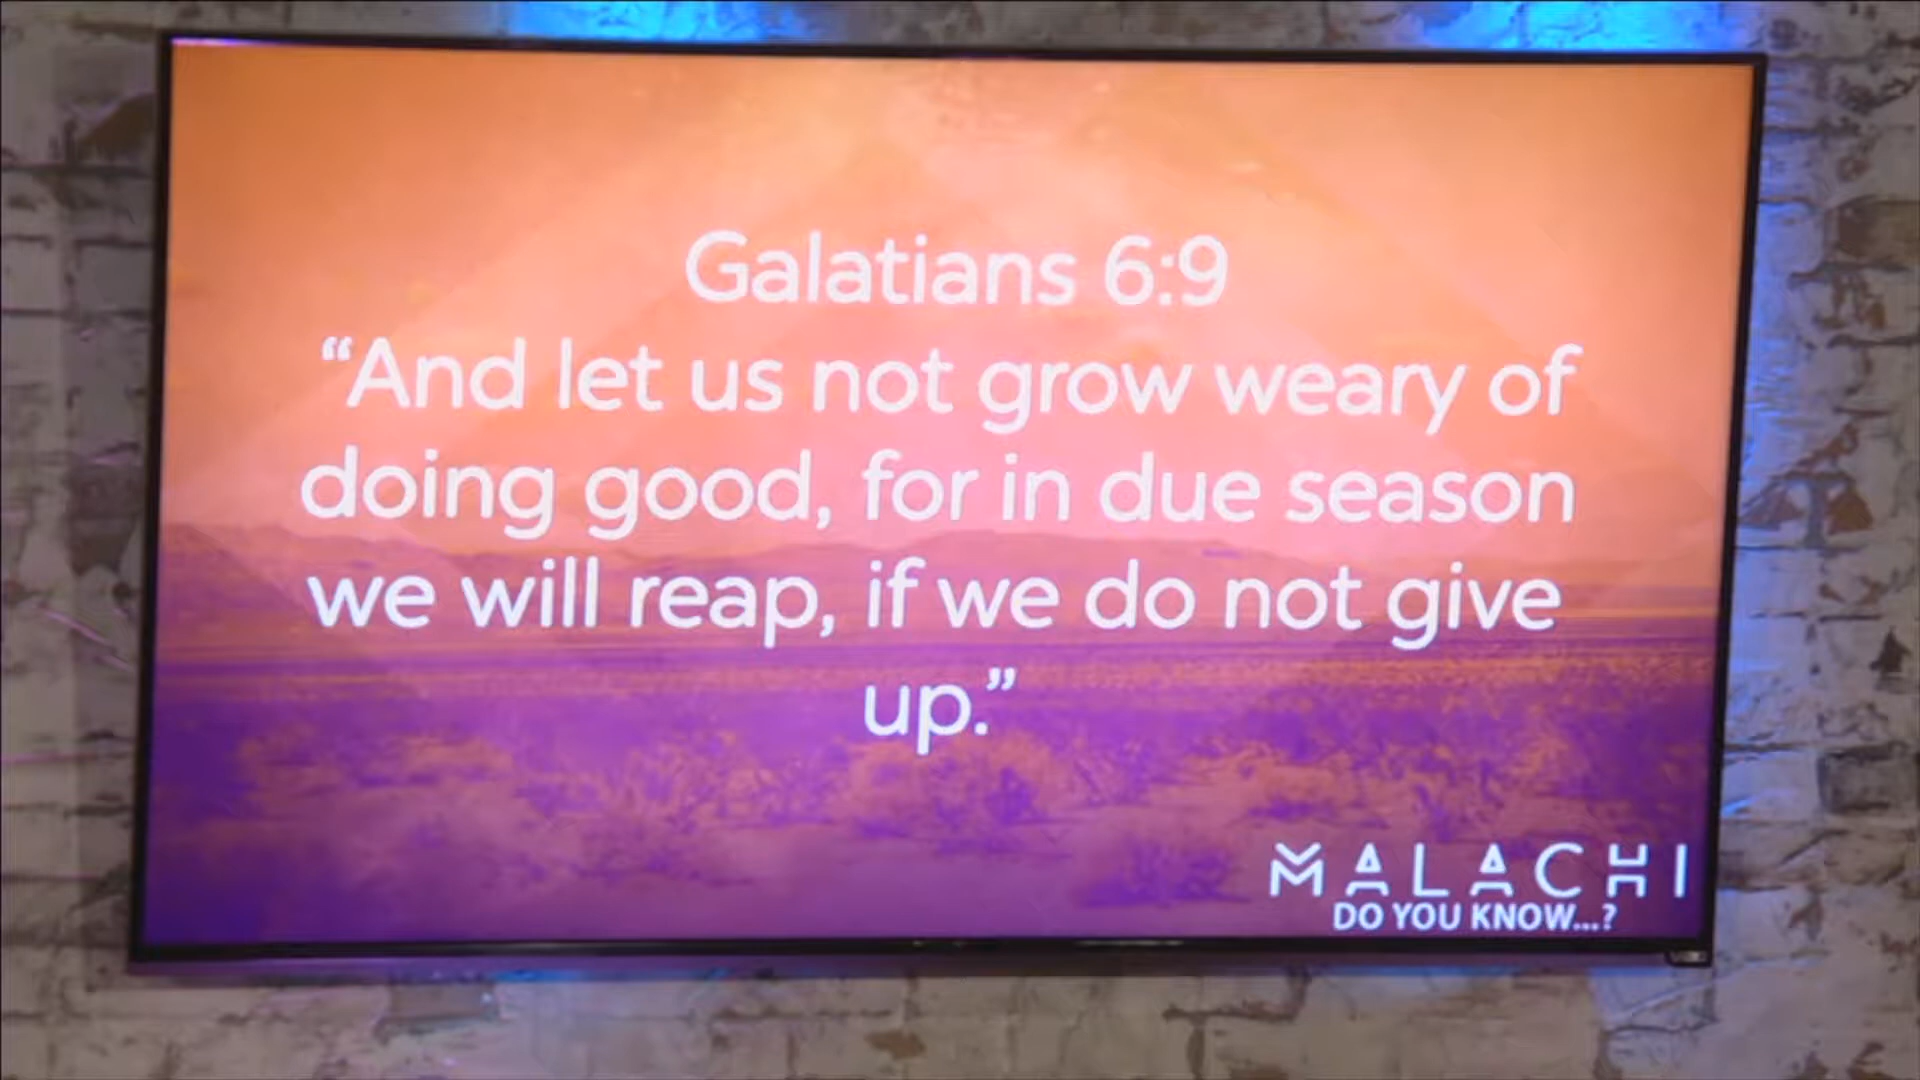 Galatians 6:9
“And let us not grow weary of
doing good, for in due season
we will reap, if we do not give
up.”
MALACHI
DO YOU KNOW...?